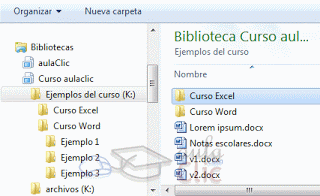 Organizar
Nueva carpeta
Bibliotecas
aulaClic
Curso aulaclic
Ejemplos del curso (K:)
Curso Excel
Curso Word
Ejemplo 1
Ejemplo 2
Ejemplo 3
archivos (K:)
Biblioteca Curso aul...
Ejemplos del curso
Nombre
Curso Excel
Curso Word
Lorem ipsum.docx
Notas escolares.docx
v1.docx
v2.docx
aula
Clic